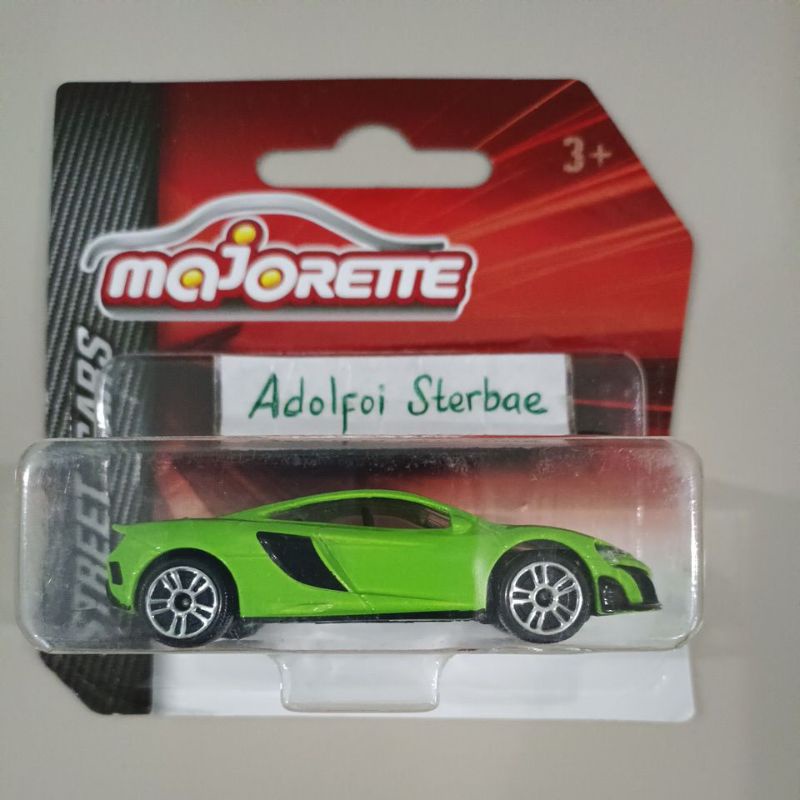 3+
majorette
Adolfoi Sterbae
STREET CARS